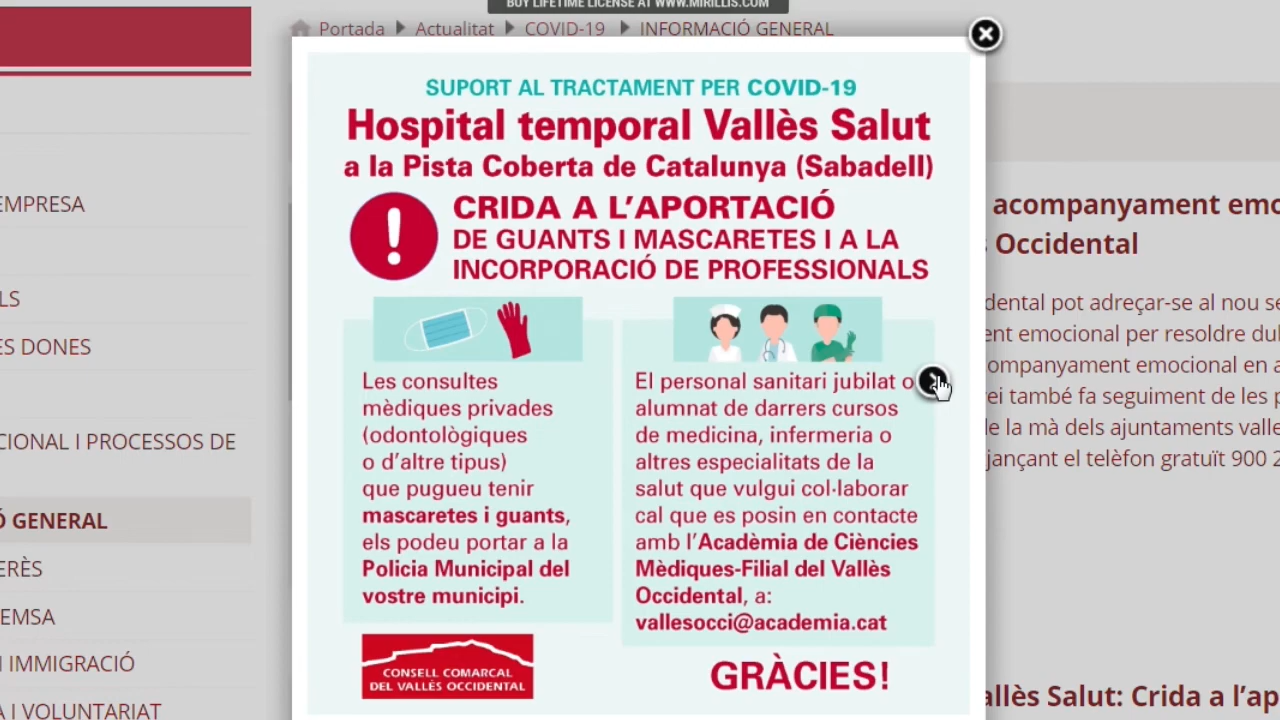 BUY LIFETIME LICENSE AT WWW.MIRILLIS.COM
Portada Actualitat COVID-19 INFORMACIÓ GENERAL
SUPORT AL TRACTAMENT PER COVID-19
Hospital temporal Vallès Salut
a la Pista Coberta de Catalunya (Sabadell)
CRIDA A L'APORTACIÓ
DE GUANTS I MASCARETES I A LA
INCORPORACIÓ DE PROFESSIONALS
Les consultes
mèdiques privades
(odontològiques
o d'altre tipus)
que pugueu tenir
mascaretes i guants,
els podeu portar a la
Policia Municipal del
vostre municipi.
El personal sanitari jubilat o
alumnat de darrers cursos
de medicina, infermeria o
altres especialitats de la
salut que vulgui col·laborar
cal que es posin en contacte
amb l'Acadèmia de Ciències
Mèdiques-Filial del Vallès
Occidental, a:
vallesocci@academia.cat
CONSELL COMARCAL
DEL VALLÈS OCCIDENTAL
GRÀCIES!
EMPRESA
LS
ES DONES
CIONAL I PROCESSOS DE
Ó GENERAL
ERÈS
EMSA
I IMMIGRACIÓ
A I VOLUNTARIAT
acompanyament emo
Occidental
dental pot adreçar-se al nou se
ent emocional per resoldre du
ompanyament emocional en a
ei també fa seguiment de les p
de la mà dels ajuntaments valle
jançant el telèfon gratuït 900 2
allès Salut: Crida a l'ap